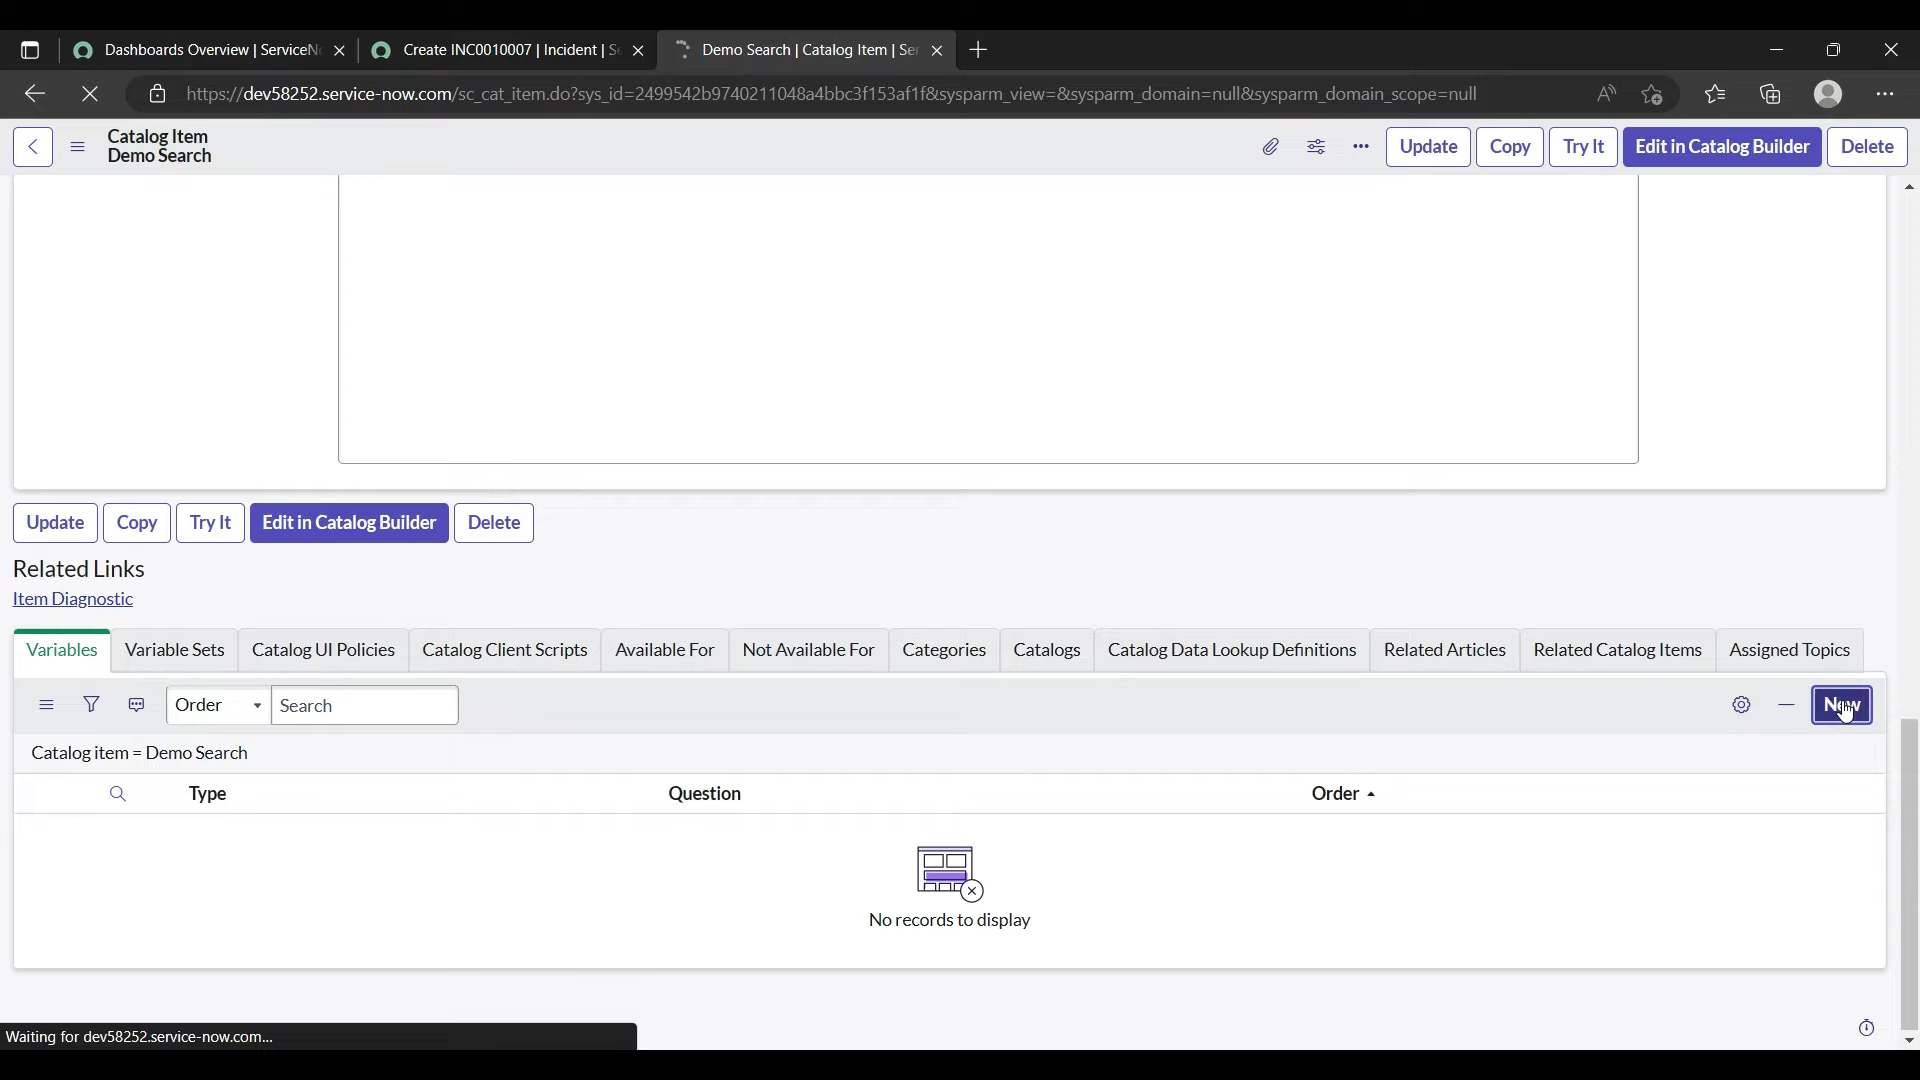 Dashboards Overview | ServiceN
Create INC0010007 | Incident | S
Demo Search | Catalog Item | Ser
https://dev58252.service-now.com/sc_cat_item.do?sys_id=2499542b9740211048a4bbc3f153af1f&sysparm_view=&sysparm_domain=null&sysparm_domain_scope=null
Catalog Item
Demo Search
Update Copy Try It Edit in Catalog Builder Delete
Update Copy Try It Edit in Catalog Builder Delete
Related Links
Item Diagnostic
Variables Variable Sets Catalog UI Policies Catalog Client Scripts Available For Not Available For Categories Catalogs Catalog Data Lookup Definitions Related Articles Related Catalog Items Assigned Topics
Order Search New
Catalog item = Demo Search
Type Question Order
No records to display
Waiting for dev58252.service-now.com...